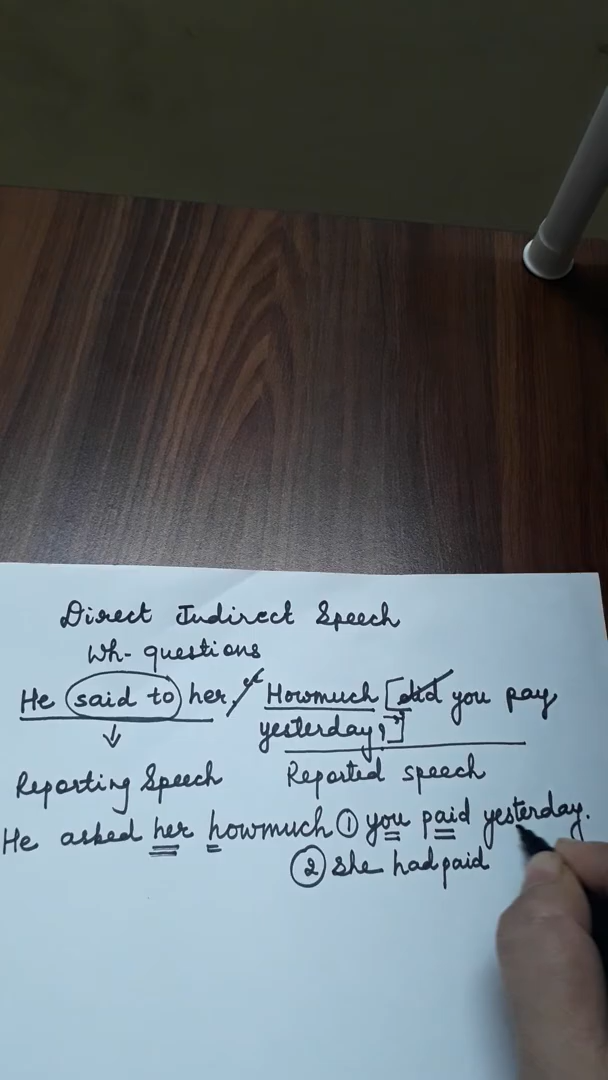 Direct Indirect Speech
Wh- questions
He said to her, " Howmuch [did you pay
yesterday?"]
Reporting Speech Reported speech
He asked her howmuch ① you paid yesterday.
② She had paid